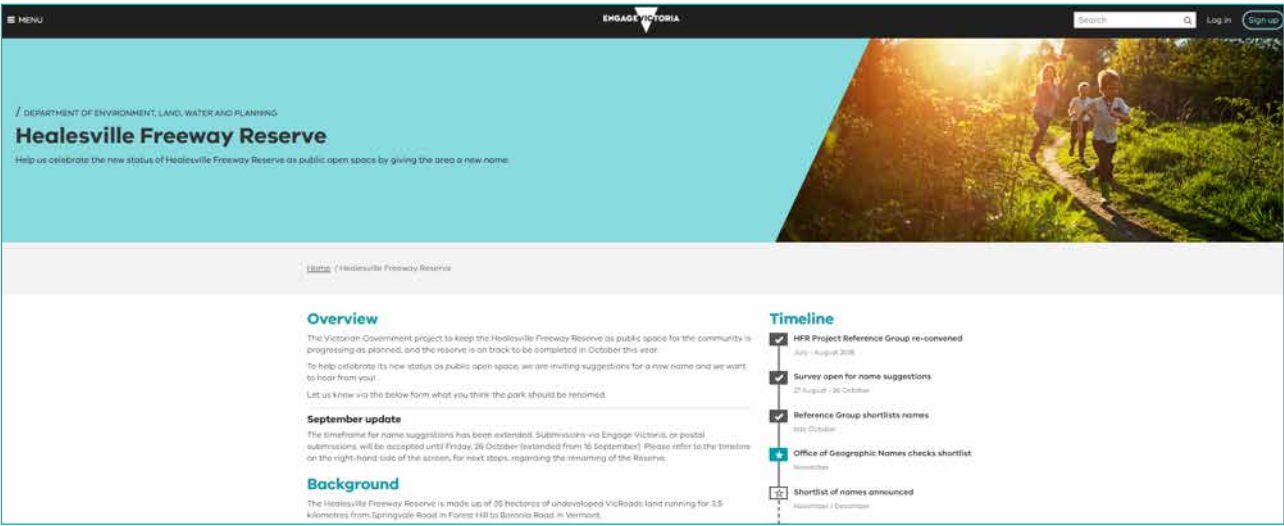 MENU
ENGAGE VICTORIA
Search
Log in
Sign up
/ DEPARTMENT OF ENVIRONMENT, LAND, WATER AND PLANNING
Healesville Freeway Reserve
Help us celebrate the new status of Healesville Freeway Reserve as public open space by giving the area a new name.
Home / Healesville Freeway Reserve
Overview
The Victorian Government project to keep the Healesville Freeway Reserve as public space for the community is
progressing as planned, and the reserve is on track to be completed in October this year.
To help celebrate its new status as public open space, we are inviting suggestions for a new name and we want
to hear from you!
Let us know via the below form what you think the park should be renamed.
September update
The timeframe for name suggestions has been extended. Submissions via Engage Victoria, or postal
submissions, will be accepted until Friday, 26 October (extended from 16 September). Please refer to the timeline
on the right-hand side of the screen, for next steps, regarding the renaming of the Reserve.
Background
The Healesville Freeway Reserve is made up of 35 hectares of undeveloped VicRoads land running for 3.5
kilometres from Springvale Road in Forest Hill to Boronia Road in Vermont.
Timeline
HFR Project Reference Group re-convened
July - August 2018
Survey open for name suggestions
27 August - 26 October
Reference Group shortlists names
October
Office of Geographic Names checks shortlist
November
Shortlist of names announced
November / December